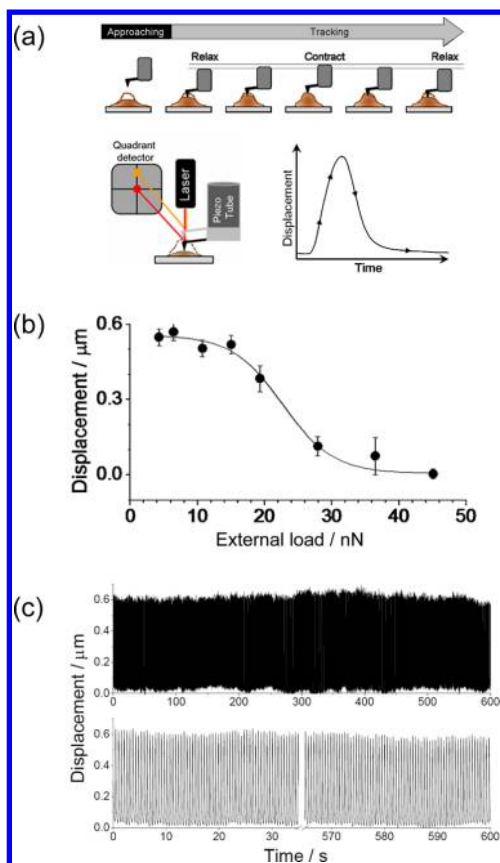 (a)
Approaching Tracking
Relax Contract Relax
Quadrant
detector
Laser
Piezo
Tube
Displacement
Time
(b)
Displacement / μm
0.6
0.3
0.0
0 10 20 30 40 50
External load / nN
(c)
Displacement / μm
0.6
0.4
0.2
0.0
0 100 200 300 400 500 600
0.6
0.4
0.2
0.0
0 10 20 30 570 580 590 600
Time / s